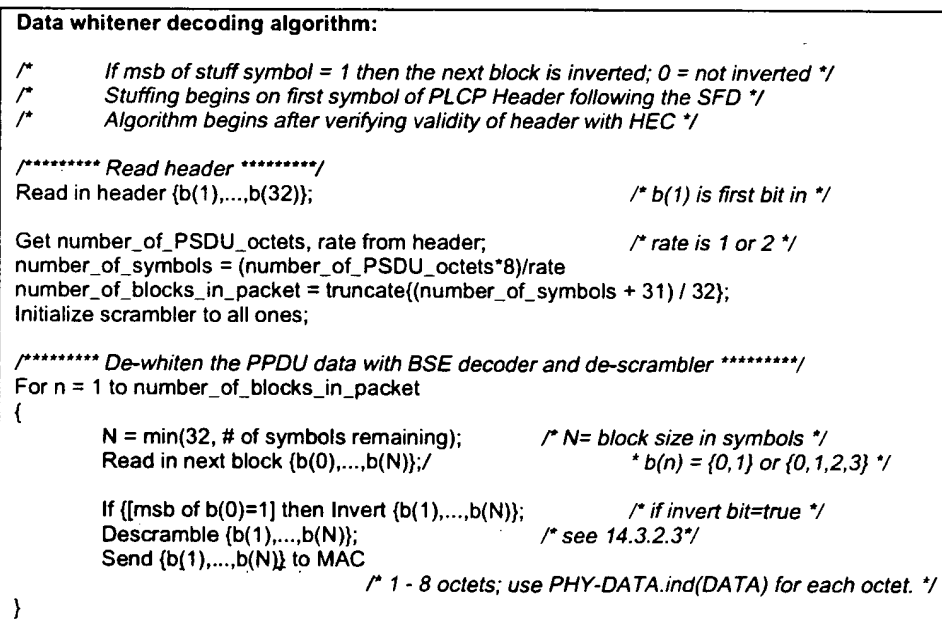 Data whitener decoding algorithm:
/* If msb of stuff symbol = 1 then the next block is inverted; 0 = not inverted */
/* Stuffing begins on first symbol of PLCP Header following the SFD */
/* Algorithm begins after verifying validity of header with HEC */
/********* Read header *********/
Read in header {b(1),...,b(32)}; /* b(1) is first bit in */
Get number_of_PSDU_octets, rate from header; /* rate is 1 or 2 */
number_of_symbols = (number_of_PSDU_octets*8)/rate
number_of_blocks_in_packet = truncate{(number_of_symbols + 31) / 32};
Initialize scrambler to all ones;
/********* De-whiten the PPDU data with BSE decoder and de-scrambler *********/
For n = 1 to number_of_blocks_in_packet
{
N = min(32, # of symbols remaining); /* N= block size in symbols */
Read in next block {b(0),...,b(N)};/ * b(n) = {0,1} or {0,1,2,3} */
If {[msb of b(0)=1] then Invert {b(1),...,b(N)}; /* if invert bit=true */
Descramble {b(1),...,b(N)}; /* see 14.3.2.3*/
Send {b(1),...,b(N)} to MAC
/* 1 - 8 octets; use PHY-DATA.ind(DATA) for each octet. */
}